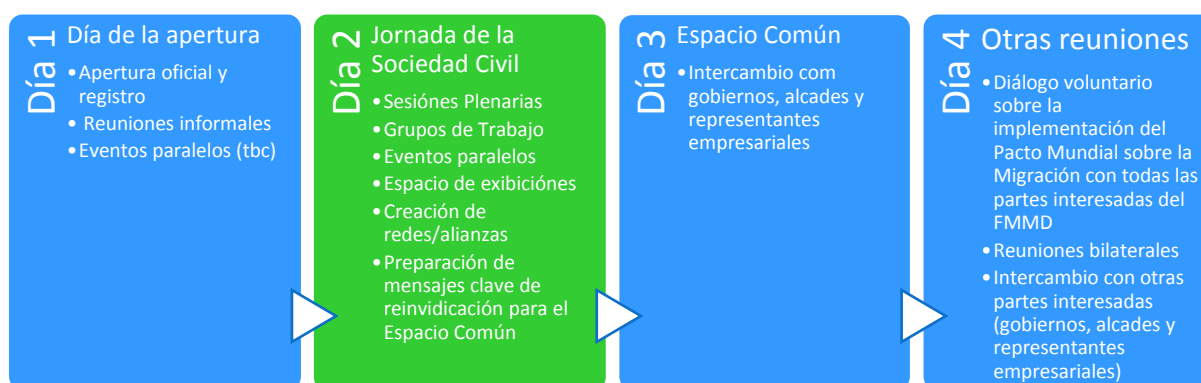 Día 1
Día de la apertura
•Apertura oficial y
registro
• Reuniones informales
•Eventos paralelos (tbc)
Día 2
Jornada de la
Sociedad Civil
•Sesiónes Plenarias
•Grupos de Trabajo
•Eventos paralelos
•Espacio de exibiciónes
•Creación de
redes/alianzas
•Preparación de
mensajes clave de
reinvidicación para el
Espacio Común
Día 3
Espacio Común
•Intercambio com
gobiernos, alcades y
representantes
empresariales
Día 4
Otras reuniones
•Diálogo voluntario
sobre la
implementación del
Pacto Mundial sobre la
Migración con todas las
partes interesadas del
FMMD
•Reuniones bilaterales
•Intercambio con otras
partes interesadas
(gobiernos, alcades y
representantes
empresariales)